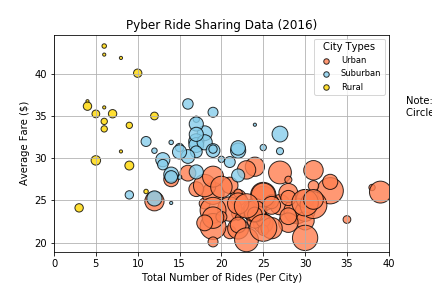 Pyber Ride Sharing Data (2016)
City Types
Urban
Suburban
Rural
Note:
Circle
Average Fare ($)
40
35
30
25
20
0 5 10 15 20 25 30 35 40
Total Number of Rides (Per City)